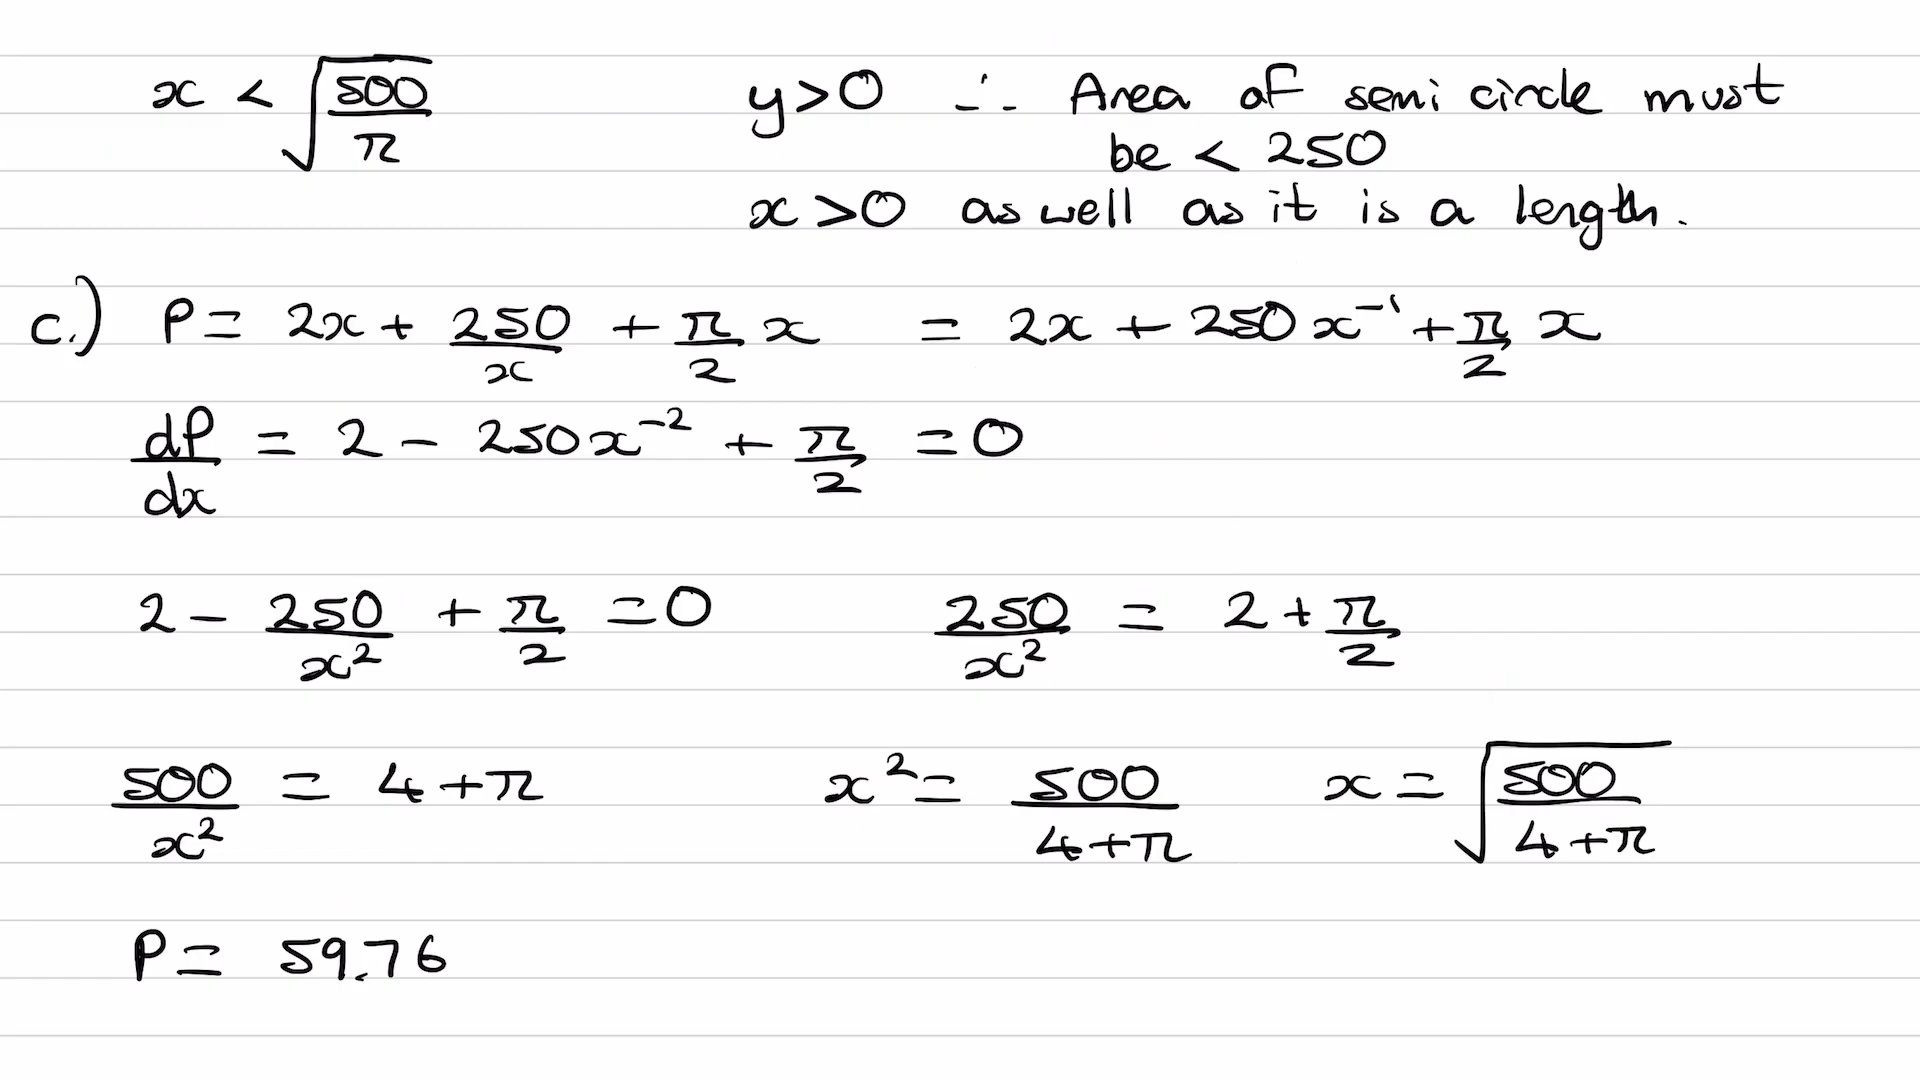 x < √(500/π)   y>0 ∴ Area of semi circle must
be < 250
x >0 as well as it is a length.
c.) P = 2x + 250/x + π/2 x = 2x + 250x⁻¹ + π/2 x
dP/dx = 2 - 250x⁻² + π/2 = 0
2 - 250/x² + π/2 = 0   250/x² = 2 + π/2
500/x² = 4+π   x² = 500/(4+π)   x = √(500/(4+π))
P = 59.76